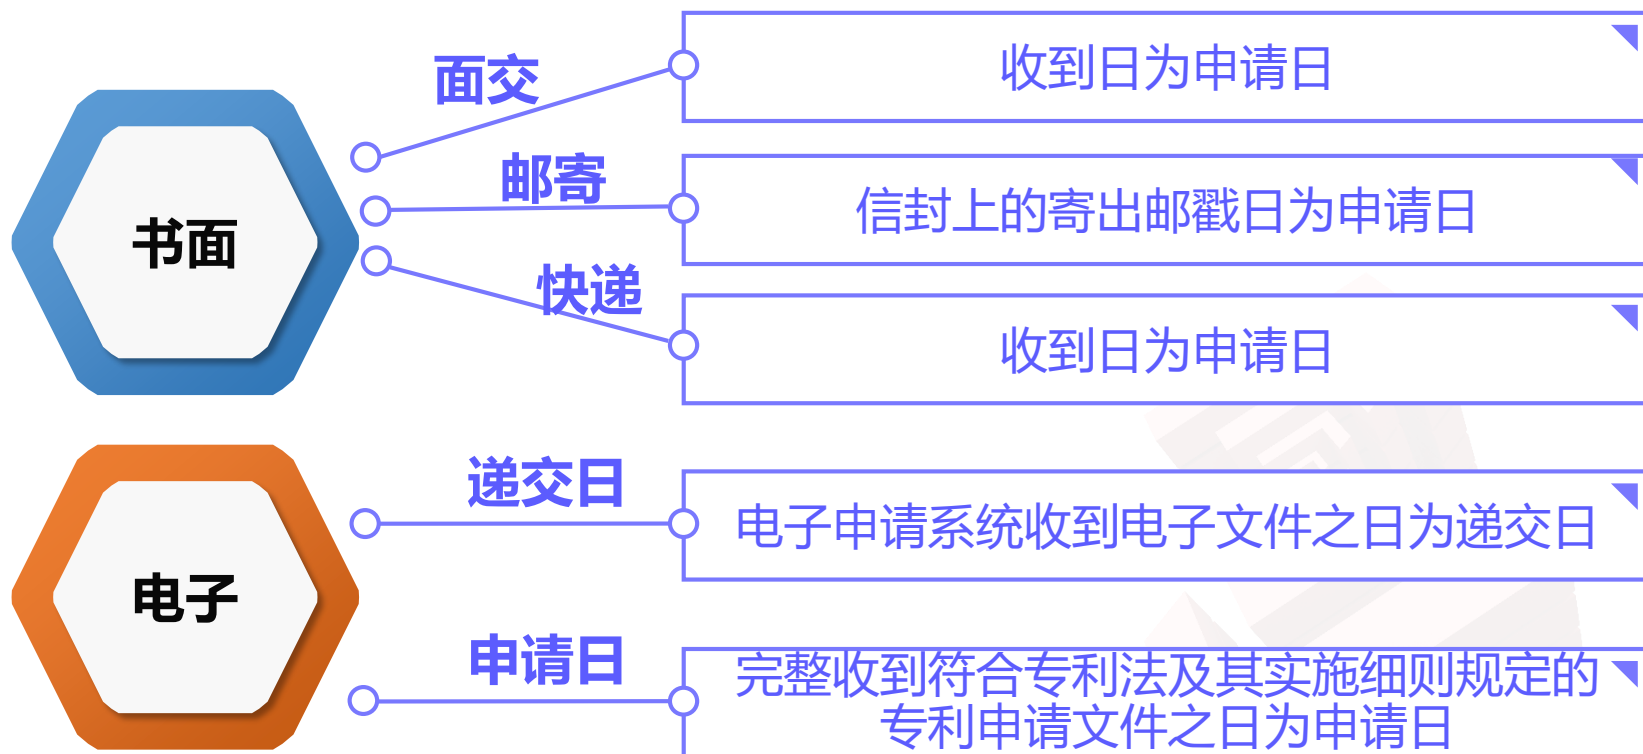 书面
面交
收到日为申请日
邮寄
信封上的寄出邮戳日为申请日
快递
收到日为申请日
电子
递交日
电子申请系统收到电子文件之日为递交日
申请日
完整收到符合专利法及其实施细则规定的
专利申请文件之日为申请日